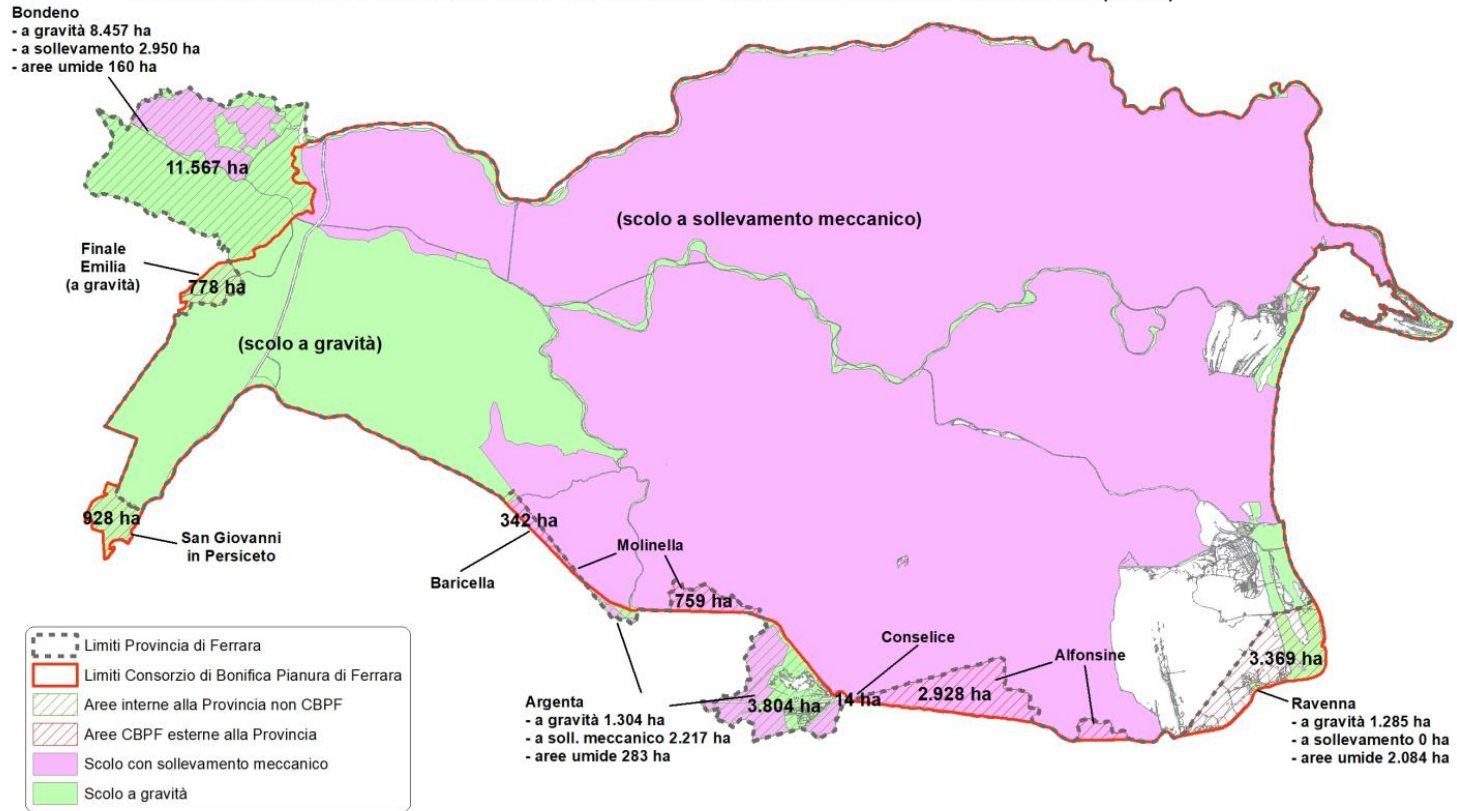 Bondeno
- a gravità 8.457 ha
- a sollevamento 2.950 ha
- aree umide 160 ha
11.567 ha
(scolo a sollevamento meccanico)
Finale
Emilia
(a gravità)
778 ha
(scolo a gravità)
928 ha
San Giovanni
in Persiceto
342 ha
Baricella
Molinella
759 ha
Conselice
Alfonsine
14 ha
2.928 ha
3.369 ha
3.804 ha
Argenta
- a gravità 1.304 ha
- a soll. meccanico 2.217 ha
- aree umide 283 ha
Ravenna
- a gravità 1.285 ha
- a sollevamento 0 ha
- aree umide 2.084 ha
Limiti Provincia di Ferrara
Limiti Consorzio di Bonifica Pianura di Ferrara
Aree interne alla Provincia non CBPF
Aree CBPF esterne alla Provincia
Scolo con sollevamento meccanico
Scolo a gravità